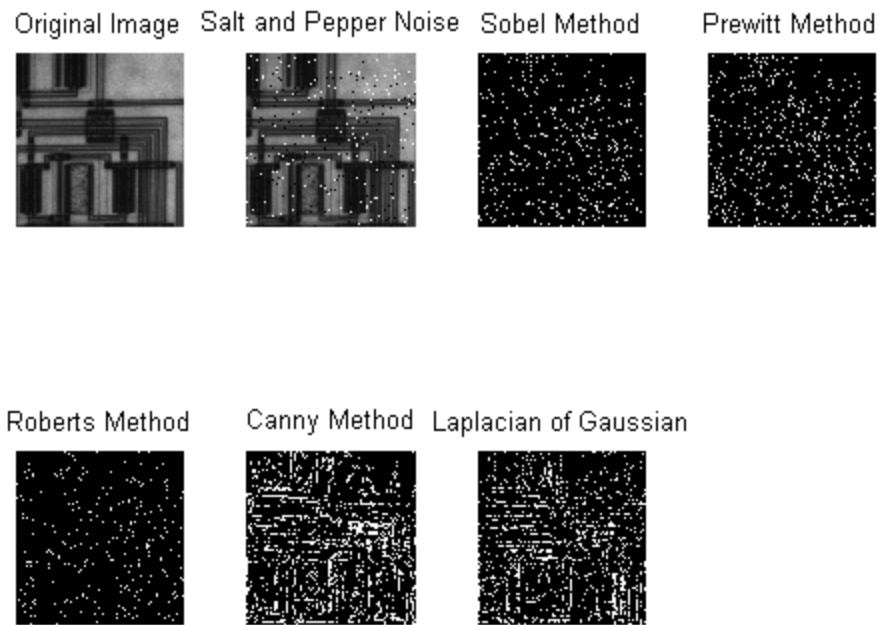 Original Image
Salt and Pepper Noise
Sobel Method
Prewitt Method
Roberts Method
Canny Method
Laplacian of Gaussian